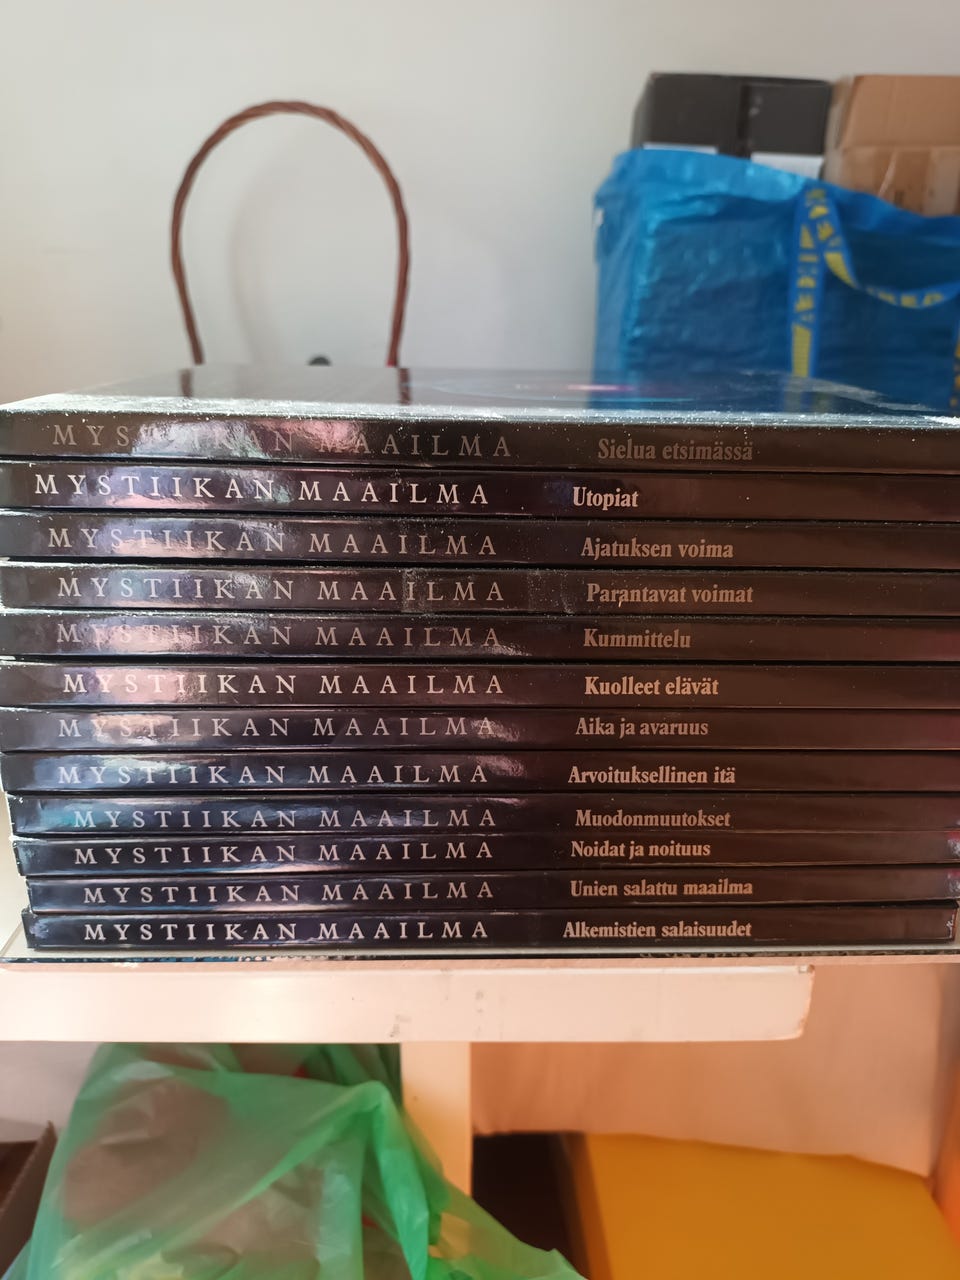 MYSTIIKAN MAAILMA Sielua etsimässä
MYSTIIKAN MAAILMA Utopiat
MYSTIIKAN MAAILMA Ajatuksen voima
MYSTIIKAN MAAILMA Parantavat voimat
MYSTIIKAN MAAILMA Kummittelu
MYSTIIKAN MAAILMA Kuolleet elävät
MYSTIIKAN MAAILMA Aika ja avaruus
MYSTIIKAN MAAILMA Arvoituksellinen itä
MYSTIIKAN MAAILMA Muodonmuutokset
MYSTIIKAN MAAILMA Noidat ja noituus
MYSTIIKAN MAAILMA Unien salattu maailma
MYSTIIKAN MAAILMA Alkemistien salaisuudet